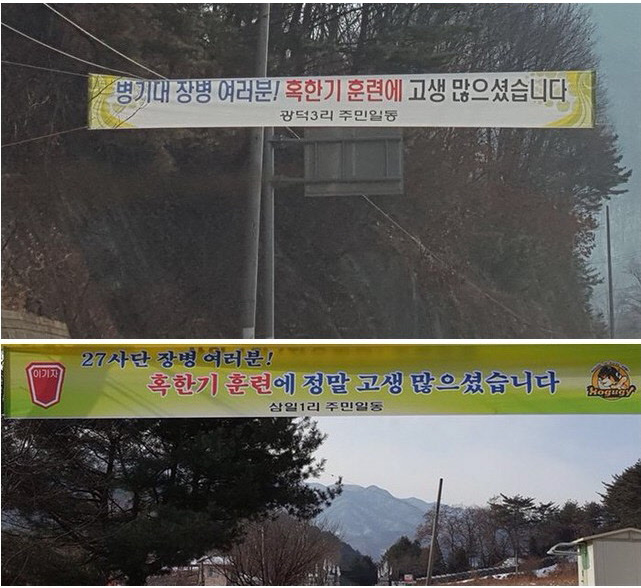 병기대 장병 여러분! 혹한기 훈련에 고생 많으셨습니다
광덕3리 주민일동
27사단 장병 여러분!
이기자
혹한기 훈련에 정말 고생 많으셨습니다
Hogugy
삼일1리 주민일동